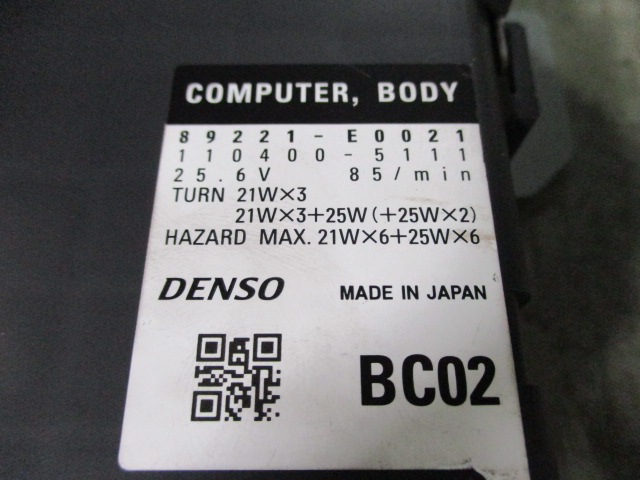 COMPUTER, BODY
89221-E0021
110400-5111
25.6V 85/min
TURN 21W×3
21W×3+25W(+25W×2)
HAZARD MAX. 21W×6+25W×6
DENSO MADE IN JAPAN
BC02